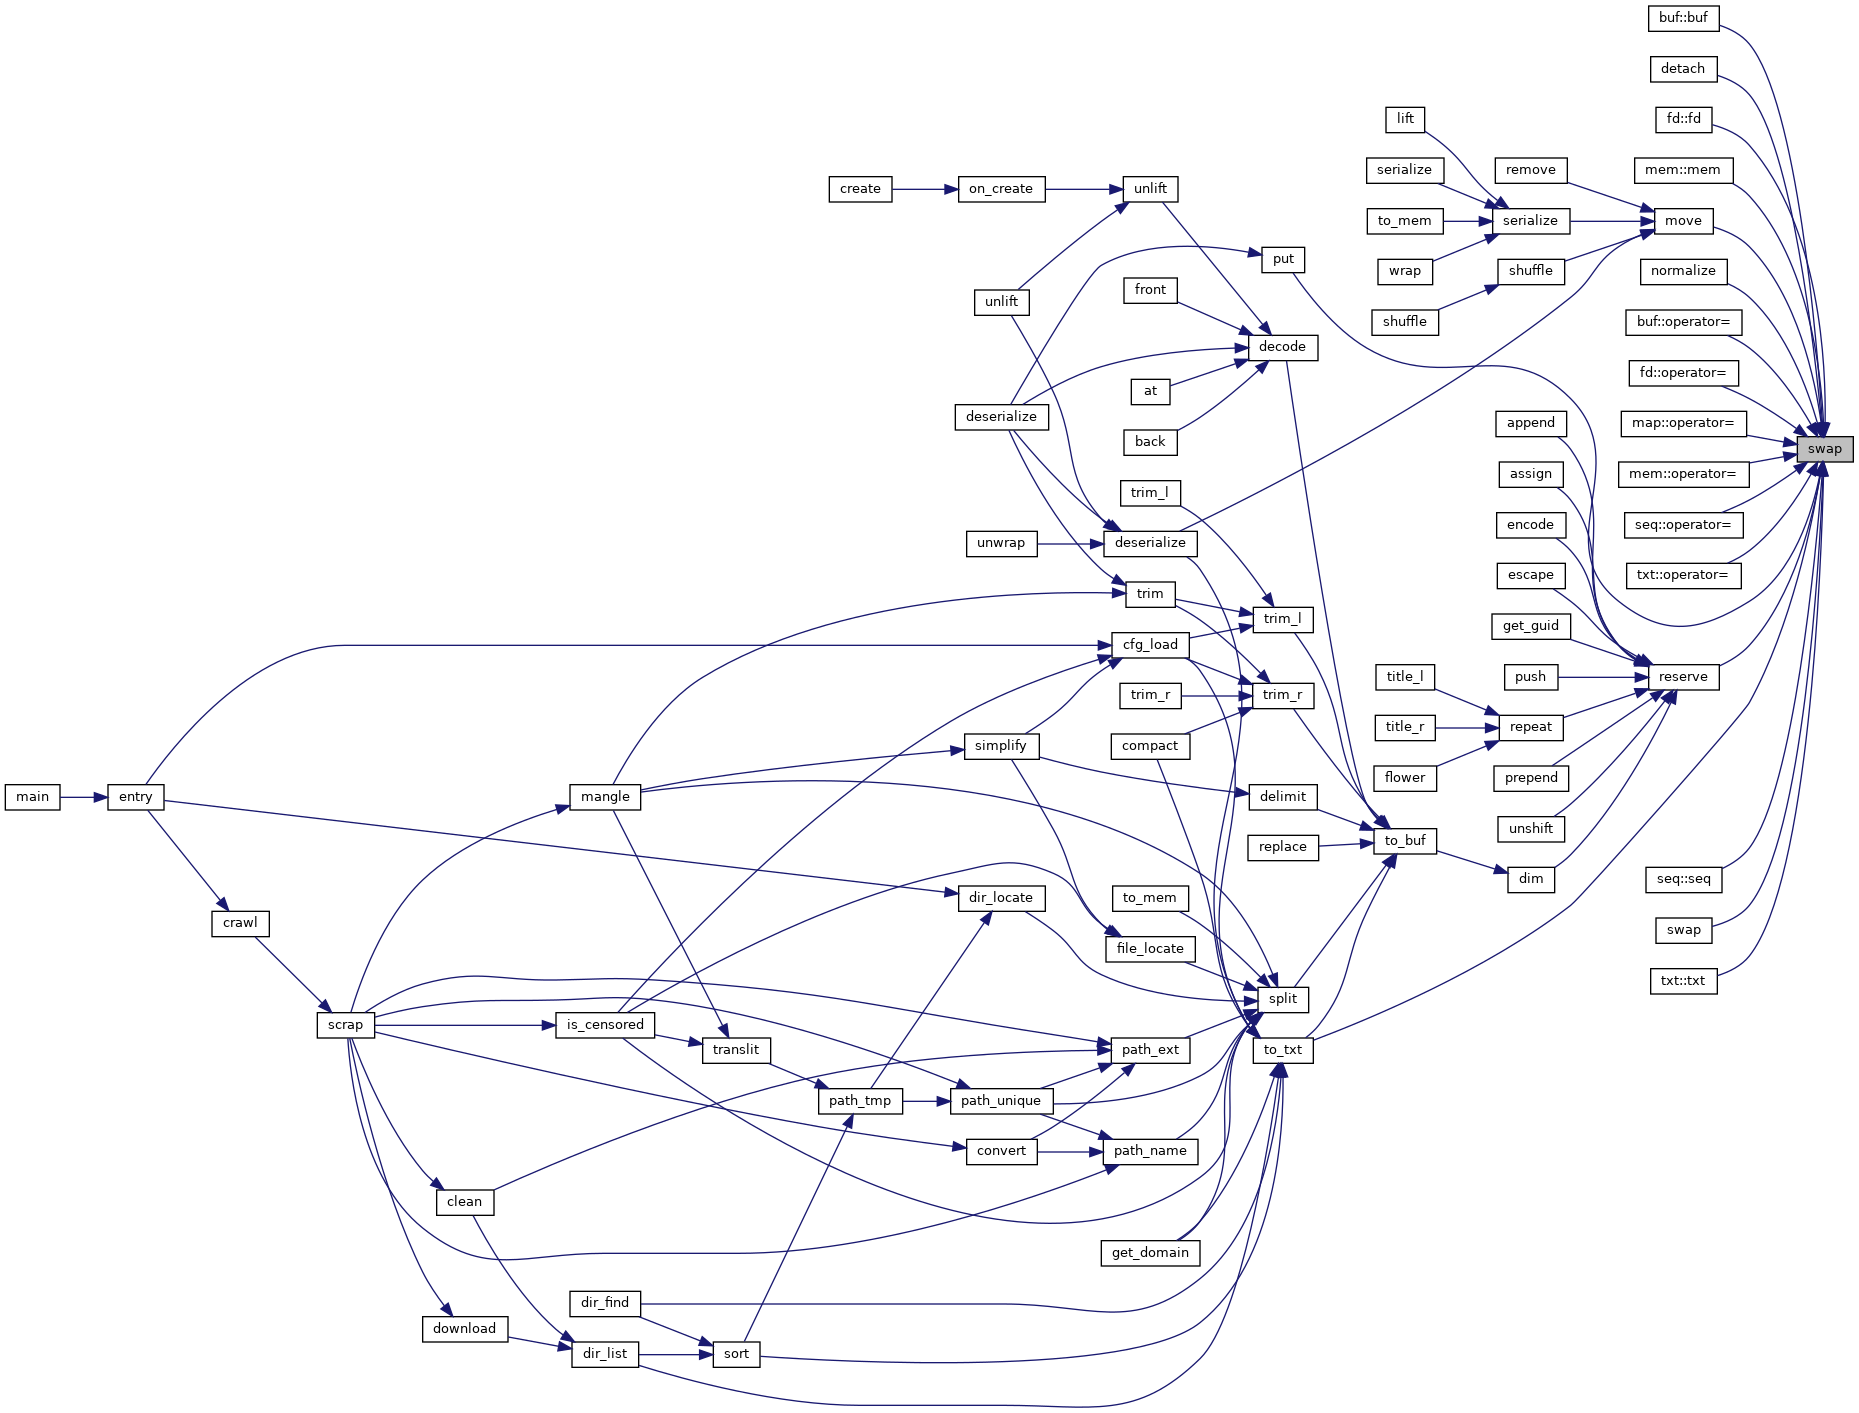 buf::buf
detach
fd::fd
lift
mem::mem
serialize
remove
create
on_create
unlift
to_mem
serialize
move
put
wrap
shuffle
normalize
front
unlift
shuffle
buf::operator=
decode
fd::operator=
at
deserialize
append
map::operator=
back
swap
assign
mem::operator=
trim_l
encode
seq::operator=
unwrap
deserialize
escape
txt::operator=
trim
trim_l
get_guid
cfg_load
title_l
push
reserve
trim_r
trim_r
title_r
repeat
simplify
compact
flower
prepend
main
entry
mangle
delimit
unshift
replace
to_buf
dim
seq::seq
dir_locate
to_mem
crawl
swap
file_locate
txt::txt
split
scrap
is_censored
translit
path_ext
to_txt
path_tmp
path_unique
convert
path_name
clean
get_domain
dir_find
download
dir_list
sort